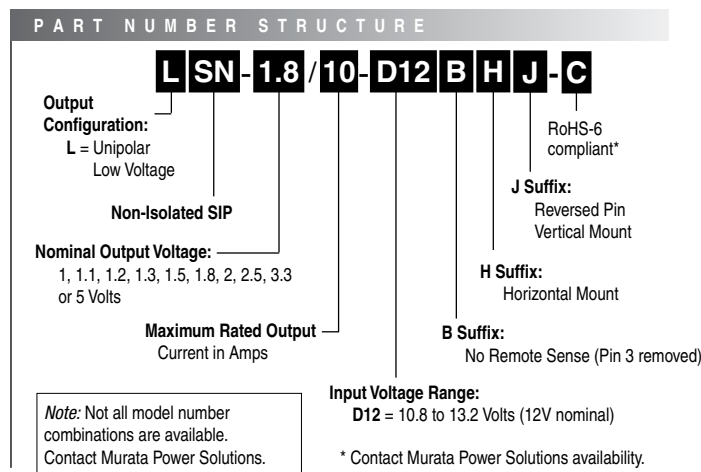 PART NUMBER STRUCTURE
L SN - 1.8 / 10 - D12 B H J - C
Output
Configuration:
L = Unipolar
Low Voltage
RoHS-6
compliant*
J Suffix:
Reversed Pin
Vertical Mount
Non-Isolated SIP
Nominal Output Voltage:
1, 1.1, 1.2, 1.3, 1.5, 1.8, 2, 2.5, 3.3
or 5 Volts
H Suffix:
Horizontal Mount
Maximum Rated Output
Current in Amps
B Suffix:
No Remote Sense (Pin 3 removed)
Input Voltage Range:
D12 = 10.8 to 13.2 Volts (12V nominal)
Note: Not all model number
combinations are available.
Contact Murata Power Solutions.
* Contact Murata Power Solutions availability.